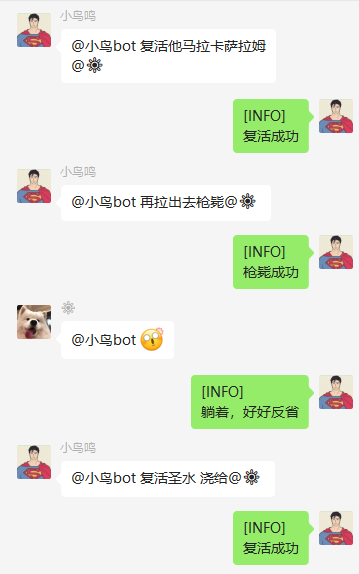 小鸟鸣
@小鸟bot 复活他马拉卡萨拉姆
@
[INFO]
复活成功
小鸟鸣
@小鸟bot 再拉出去枪毙@
[INFO]
枪毙成功
@小鸟bot
[INFO]
躺着，好好反省
小鸟鸣
@小鸟bot 复活圣水 浇给@
[INFO]
复活成功